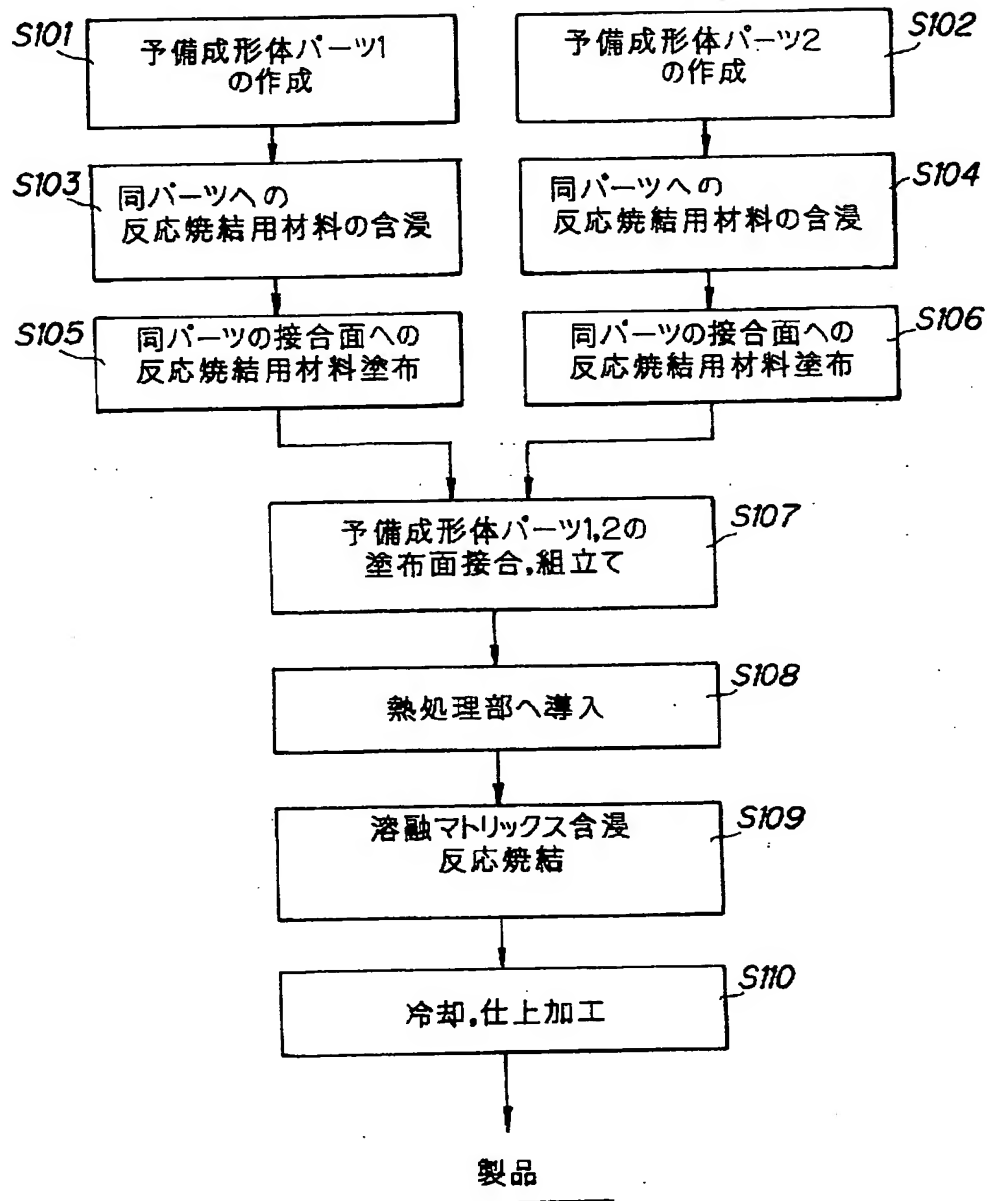 S101
予備成形体パーツ1
の作成
S102
予備成形体パーツ2
の作成
S103
同パーツへの
反応焼結用材料の含浸
S104
同パーツへの
反応焼結用材料の含浸
S105
同パーツの接合面への
反応焼結用材料塗布
S106
同パーツの接合面への
反応焼結用材料塗布
S107
予備成形体パーツ1,2の
塗布面接合,組立て
S108
熱処理部へ導入
S109
溶融マトリックス含浸
反応焼結
S110
冷却,仕上加工
製品